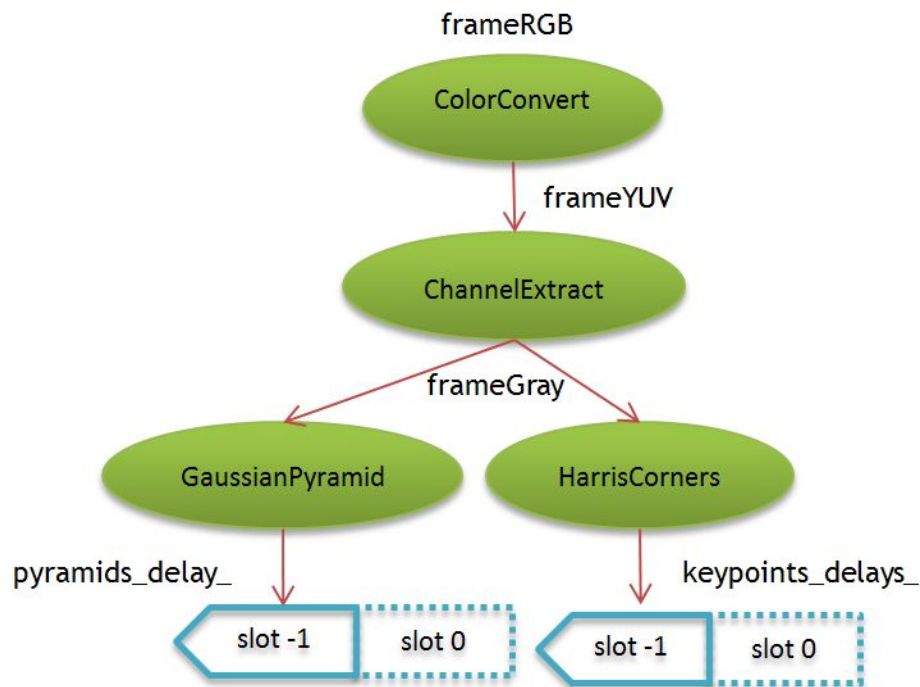 frameRGB
ColorConvert
frameYUV
ChannelExtract
frameGray
GaussianPyramid
HarrisCorners
pyramids_delay_
keypoints_delays_
slot -1
slot 0
slot -1
slot 0